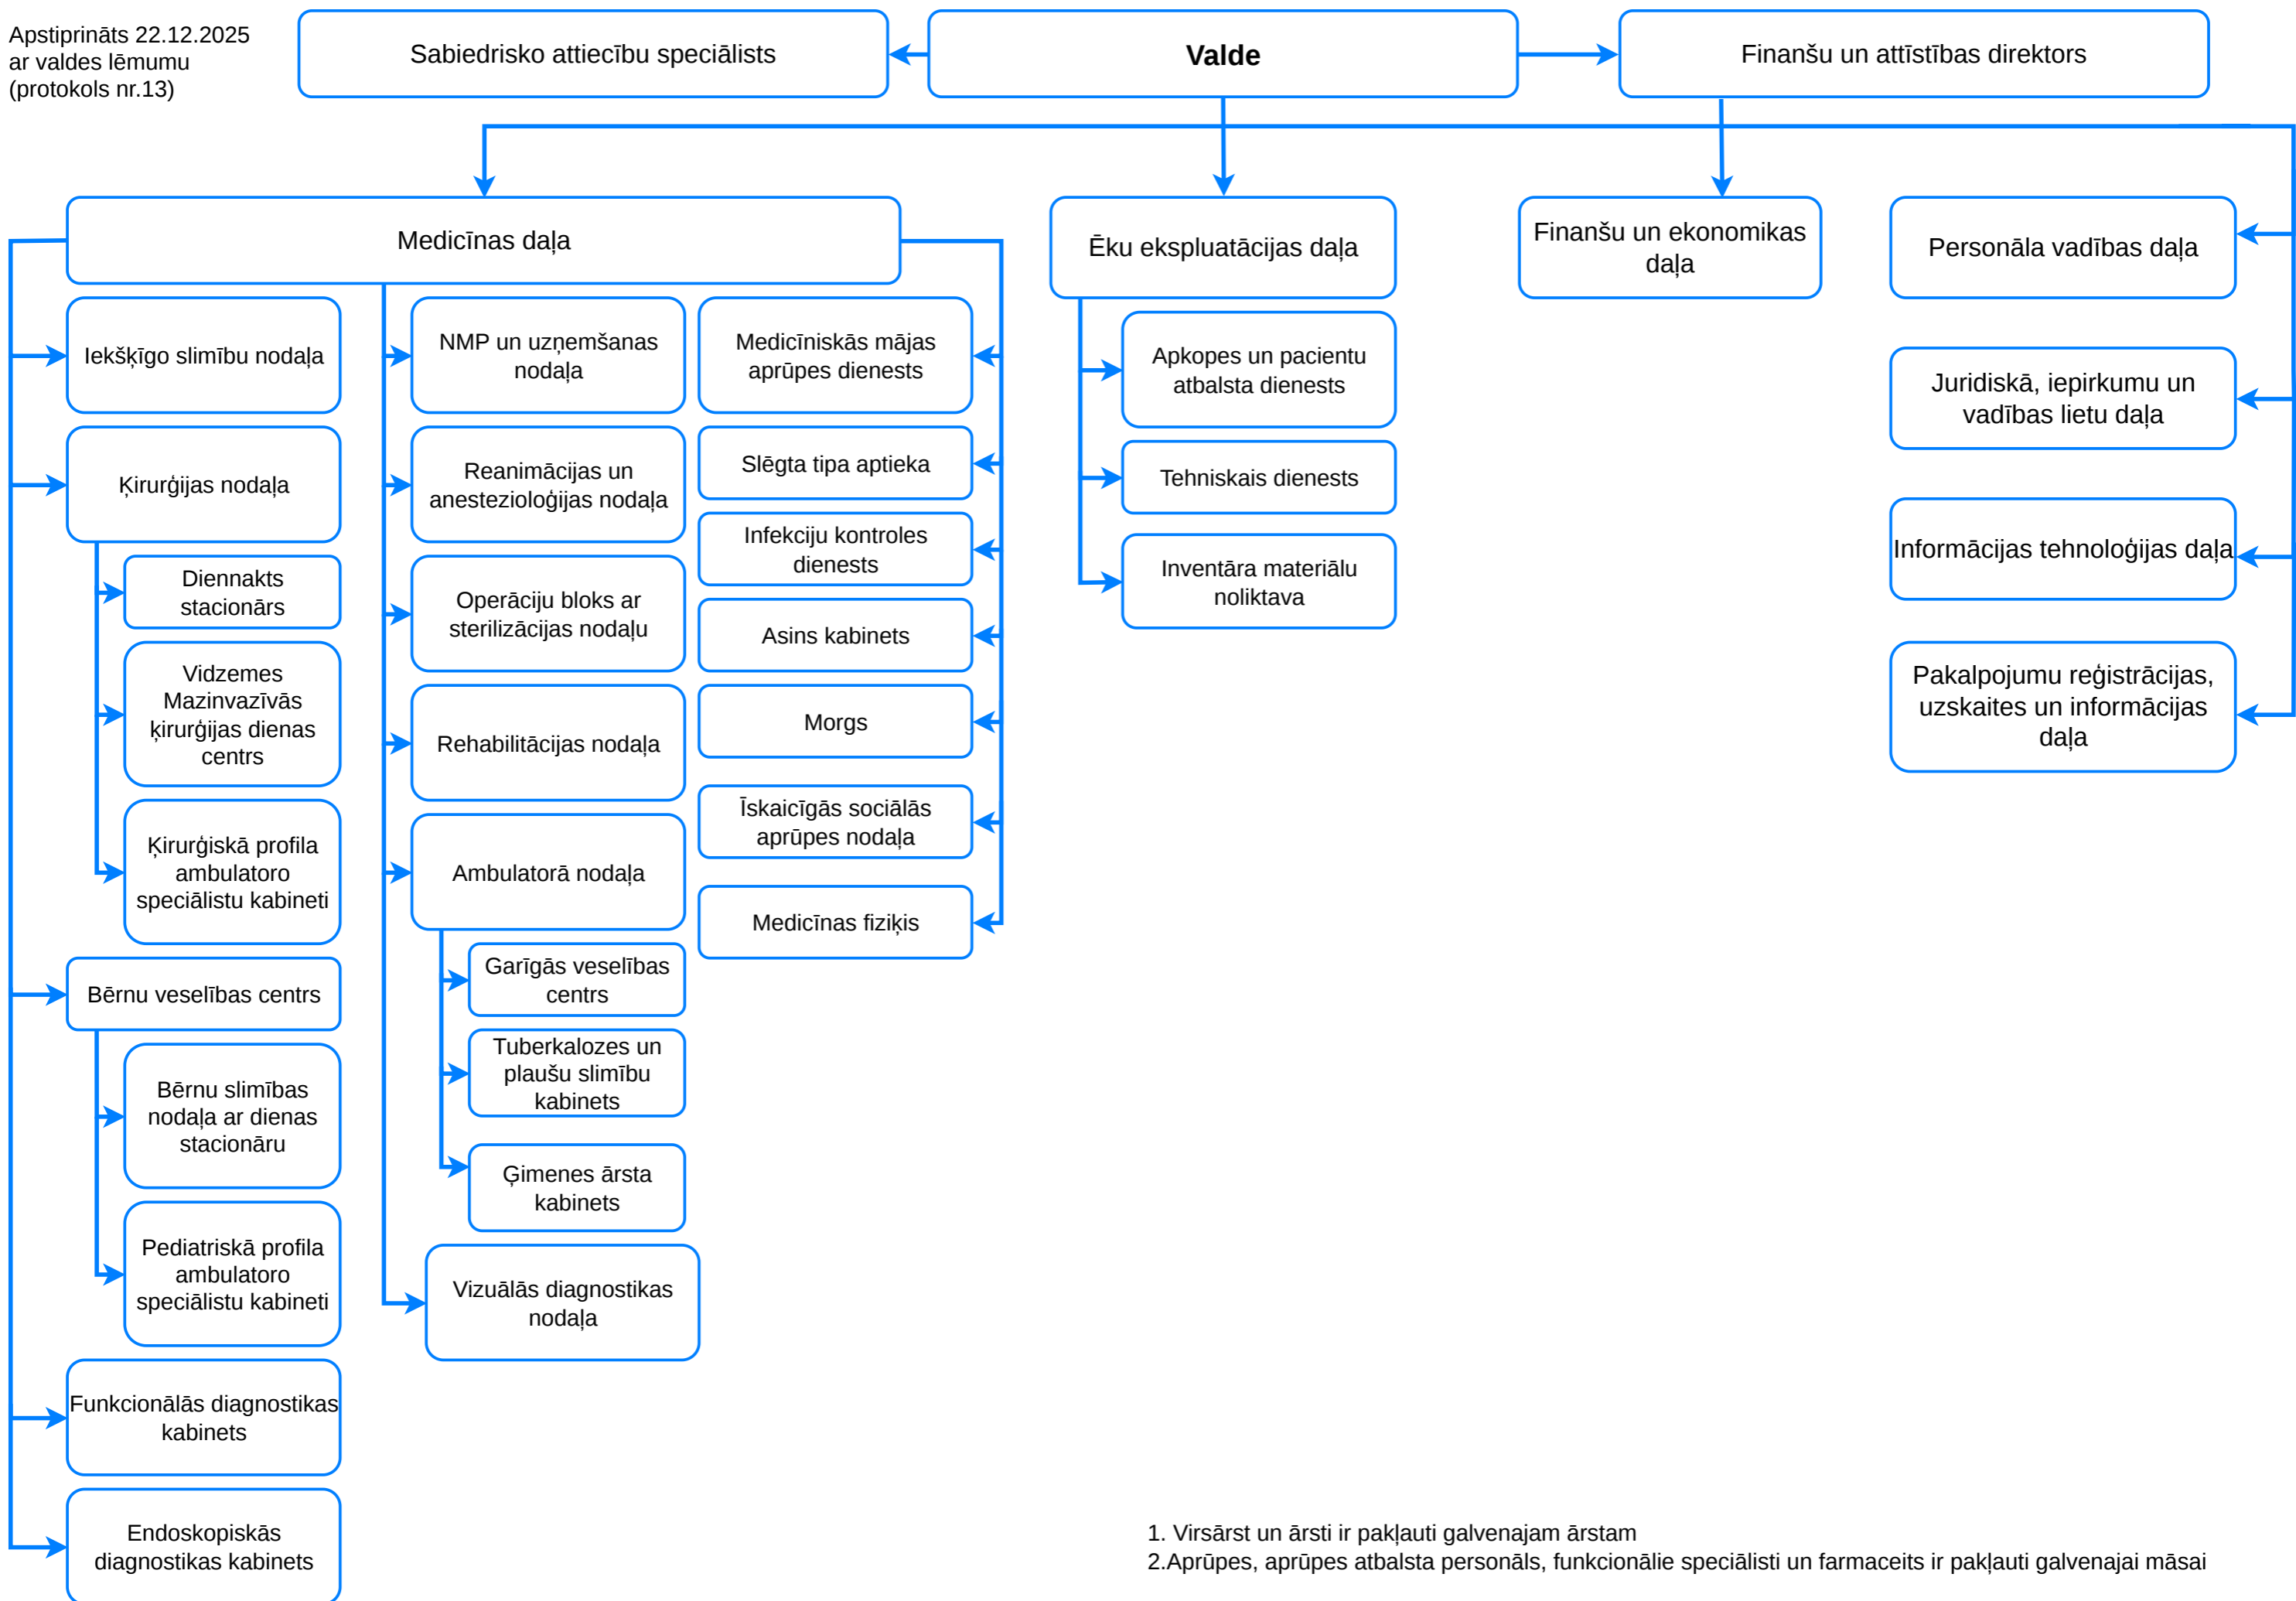 Apstiprināts 22.12.2025
ar valdes lēmumu
(protokols nr.13)
Sabiedrisko attiecību speciālists
Valde
Finanšu un attīstības direktors
Medicīnas daļa
Iekšķīgo slimību nodaļa
Ķirurģijas nodaļa
Diennakts
stacionārs
Vidzemes
Mazinvazīvās
ķirurģijas dienas
centrs
Ķirurģiskā profila
ambulatoro
speciālistu kabineti
Bērnu veselības centrs
Bērnu slimības
nodaļa ar dienas
stacionāru
Pediatriskā profila
ambulatoro
speciālistu kabineti
Funkcionālās diagnostikas
kabinets
Endoskopiskās
diagnostikas kabinets
NMP un uzņemšanas
nodaļa
Reanimācijas un
anestezioloģijas nodaļa
Operāciju bloks ar
sterilizācijas nodaļu
Rehabilitācijas nodaļa
Ambulatorā nodaļa
Garīgās veselības
centrs
Tuberkalozes un
plaušu slimību
kabinets
Ģimenes ārsta
kabinets
Vizuālās diagnostikas
nodaļa
Medicīniskās mājas
aprūpes dienests
Slēgta tipa aptieka
Infekciju kontroles
dienests
Asins kabinets
Morgs
Īskaicīgās sociālās
aprūpes nodaļa
Medicīnas fiziķis
Ēku ekspluatācijas daļa
Apkopes un pacientu
atbalsta dienests
Tehniskais dienests
Inventāra materiālu
noliktava
Finanšu un ekonomikas
daļa
Personāla vadības daļa
Juridiskā, iepirkumu un
vadības lietu daļa
Informācijas tehnoloģijas daļa
Pakalpojumu reģistrācijas,
uzskaites un informācijas
daļa
1. Virsārst un ārsti ir pakļauti galvenajam ārstam
2.Aprūpes, aprūpes atbalsta personāls, funkcionālie speciālisti un farmaceits ir pakļauti galvenajai māsai